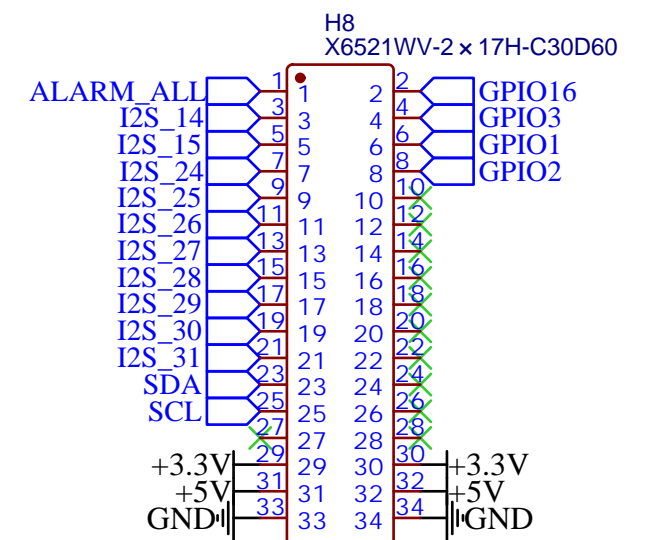 H8
X6521WV-2×17H-C30D60
ALARM_ALL 1 1 2 2 GPIO16
I2S_14 3 3 4 4 GPIO3
I2S_15 5 5 6 6 GPIO1
I2S_24 7 7 8 8 GPIO2
I2S_25 9 9 10 10
I2S_26 11 11 12 12
I2S_27 13 13 14 14
I2S_28 15 15 16 16
I2S_29 17 17 18 18
I2S_30 19 19 20 20
I2S_31 21 21 22 22
SDA 23 23 24 24
SCL 25 25 26 26
27 27 28 28
+3.3V 29 29 30 30 +3.3V
+5V 31 31 32 32 +5V
GND 33 33 34 34 GND